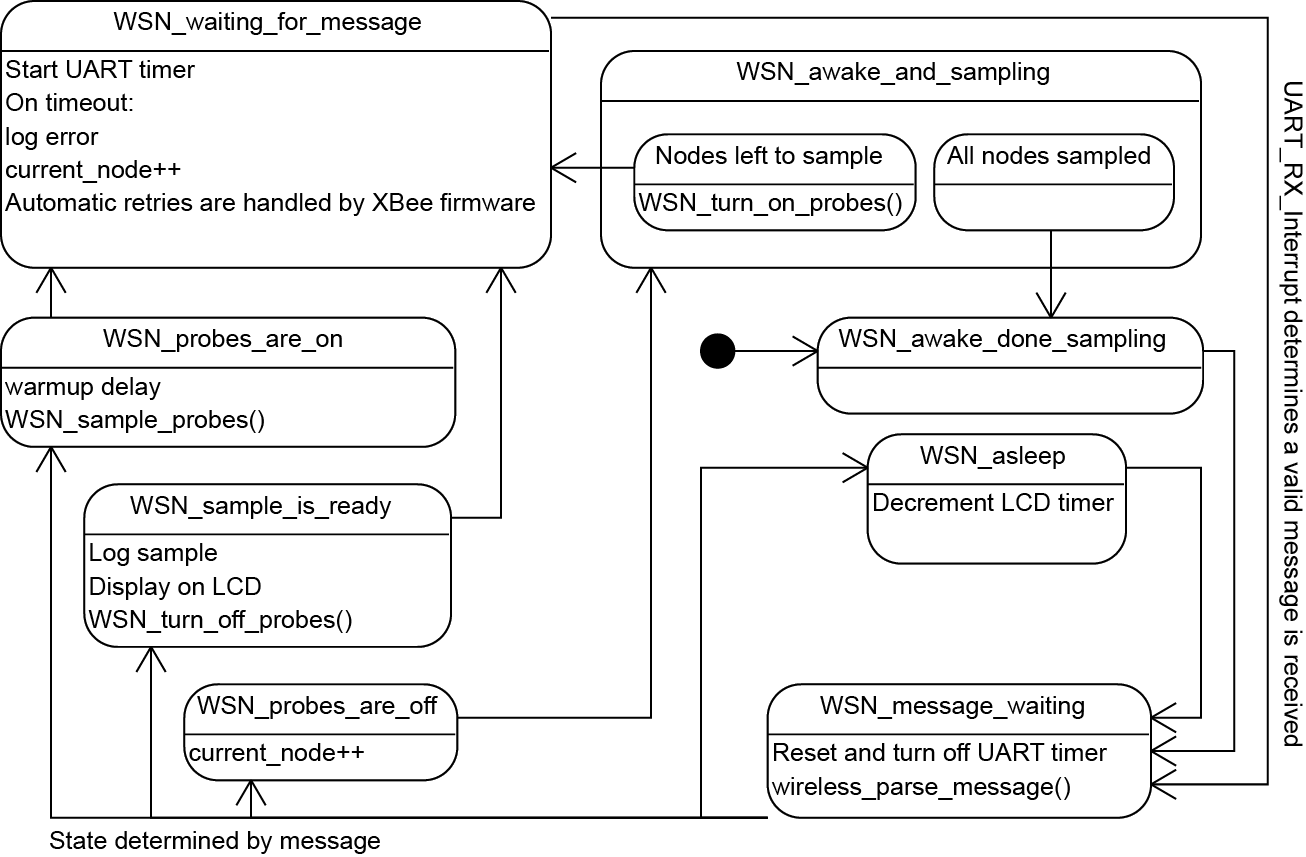 WSN_waiting_for_message
Start UART timer
On timeout:
log error
current_node++
Automatic retries are handled by XBee firmware
WSN_awake_and_sampling
Nodes left to sample
WSN_turn_on_probes()
All nodes sampled
UART_RX_Interrupt determines a valid message is received
WSN_probes_are_on
warmup delay
WSN_sample_probes()
WSN_awake_done_sampling
WSN_asleep
Decrement LCD timer
WSN_sample_is_ready
Log sample
Display on LCD
WSN_turn_off_probes()
WSN_probes_are_off
current_node++
WSN_message_waiting
Reset and turn off UART timer
wireless_parse_message()
State determined by message